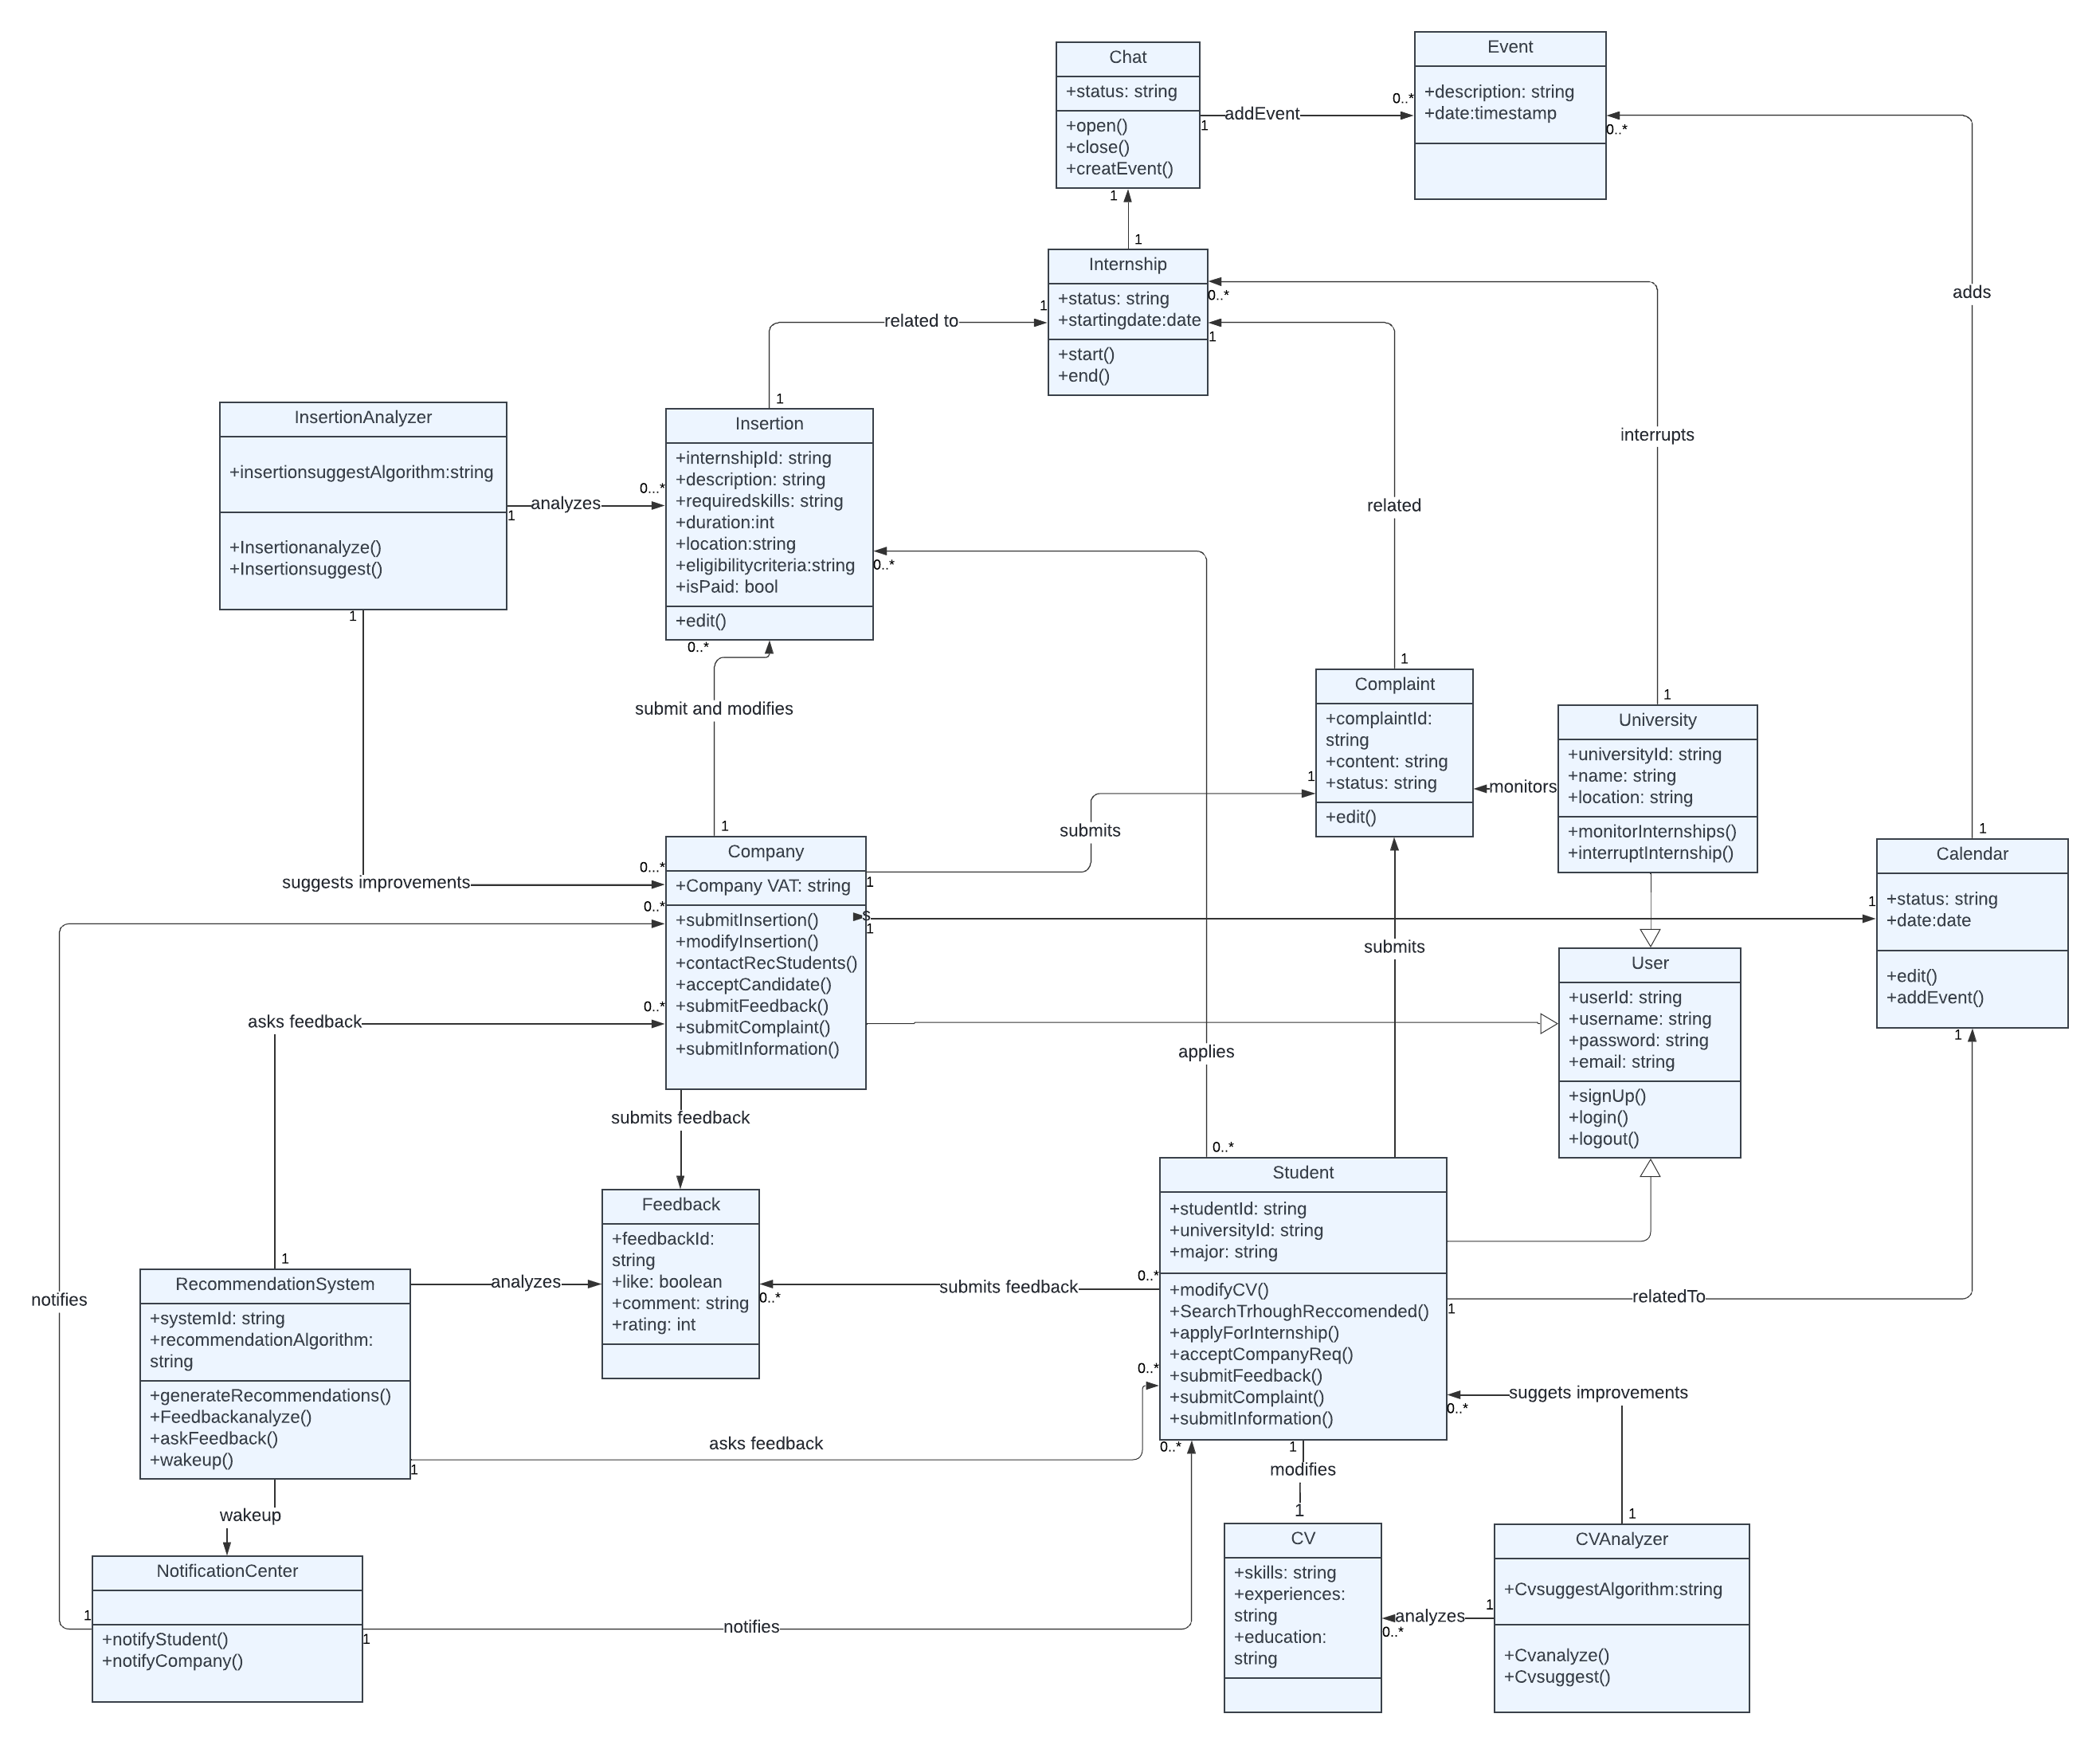 Chat
+status: string
+open()
+close()
+creatEvent()
1
addEvent
0..*
Event
+description: string
+date:timestamp
0..*
adds
1
1
Internship
+status: string
+startingdate:date
+start()
+end()
0..*
1
1
related to
1
interrupts
related
InsertionAnalyzer
+insertionsuggestAlgorithm:string
+Insertionanalyze()
+Insertionsuggest()
1
analyzes
0...*
1
Insertion
+internshipId: string
+description: string
+requiredskills: string
+duration:int
+location:string
+eligibilitycriteria:string
+isPaid: bool
+edit()
0..*
0..*
submit and modifies
1
1
Complaint
+complaintId:
string
+content: string
+status: string
+edit()
1
monitors
1
University
+universityId: string
+name: string
+location: string
+monitorInternships()
+interruptInternship()
submits
suggests improvements
0..*
0..*
Company
+Company VAT: string
+submitInsertion()
+modifyInsertion()
+contactRecStudents()
+acceptCandidate()
+submitFeedback()
+submitComplaint()
+submitInformation()
1
s
1
1
1
Calendar
+status: string
+date:date
+edit()
+addEvent()
1
submits
User
+userId: string
+username: string
+password: string
+email: string
+signUp()
+login()
+logout()
asks feedback
0..*
applies
submits feedback
0..*
Student
+studentId: string
+universityId: string
+major: string
+modifyCV()
+SearchTrhoughReccomended()
+applyForInternship()
+acceptCompanyReq()
+submitFeedback()
+submitComplaint()
+submitInformation()
Feedback
+feedbackId:
string
+like: boolean
+comment: string
+rating: int
0..*
submits feedback
0..*
1
relatedTo
1
RecommendationSystem
+systemId: string
+recommendationAlgorithm:
string
+generateRecommendations()
+Feedbackanalyze()
+askFeedback()
+wakeup()
analyzes
notifies
0..*
1
asks feedback
0..*
suggets improvements
0..*
1
modifies
1
1
wakeup
NotificationCenter
+notifyStudent()
+notifyCompany()
1
1
notifies
CV
+skills: string
+experiences:
string
+education:
string
0..*
analyzes
1
CVAnalyzer
+CvsuggestAlgorithm:string
+Cvanalyze()
+Cvsuggest()